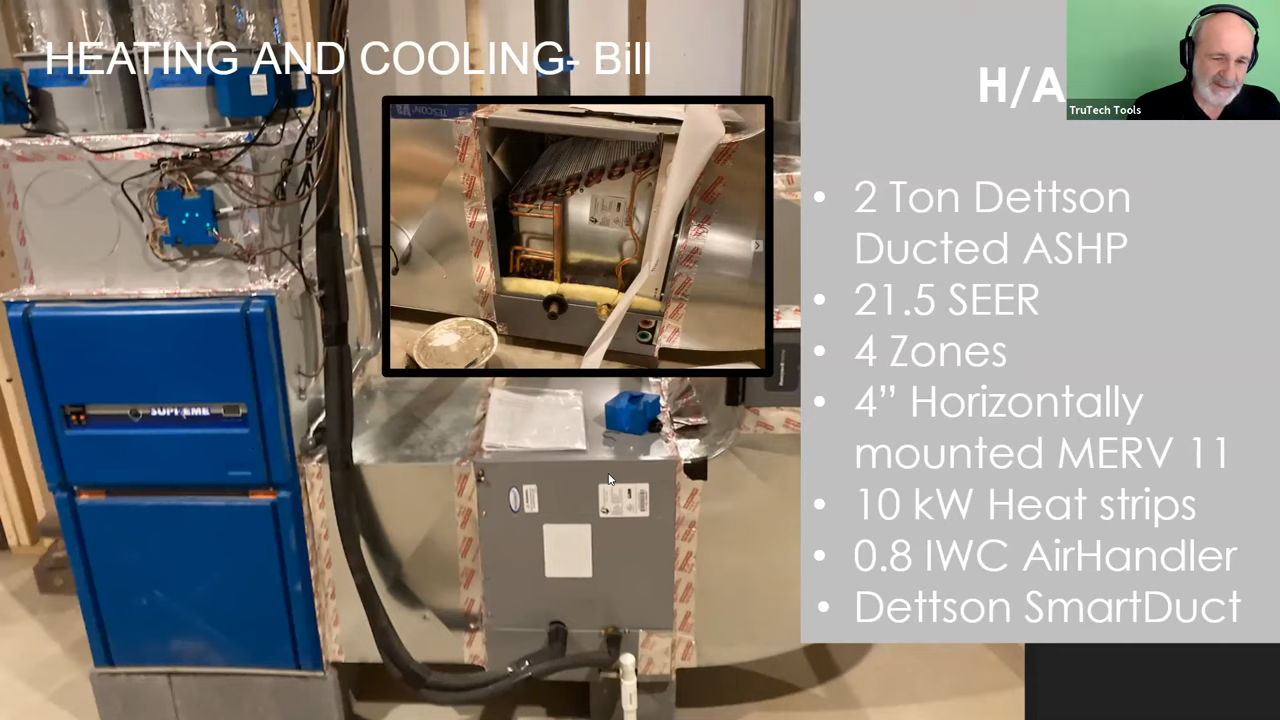 HEATING AND COOLING- Bill
H/A
TruTech Tools
TESCON
SUPREME
• 2 Ton Dettson
Ducted ASHP
• 21.5 SEER
• 4 Zones
• 4” Horizontally
mounted MERV 11
• 10 kW Heat strips
• 0.8 IWC AirHandler
• Dettson SmartDuct